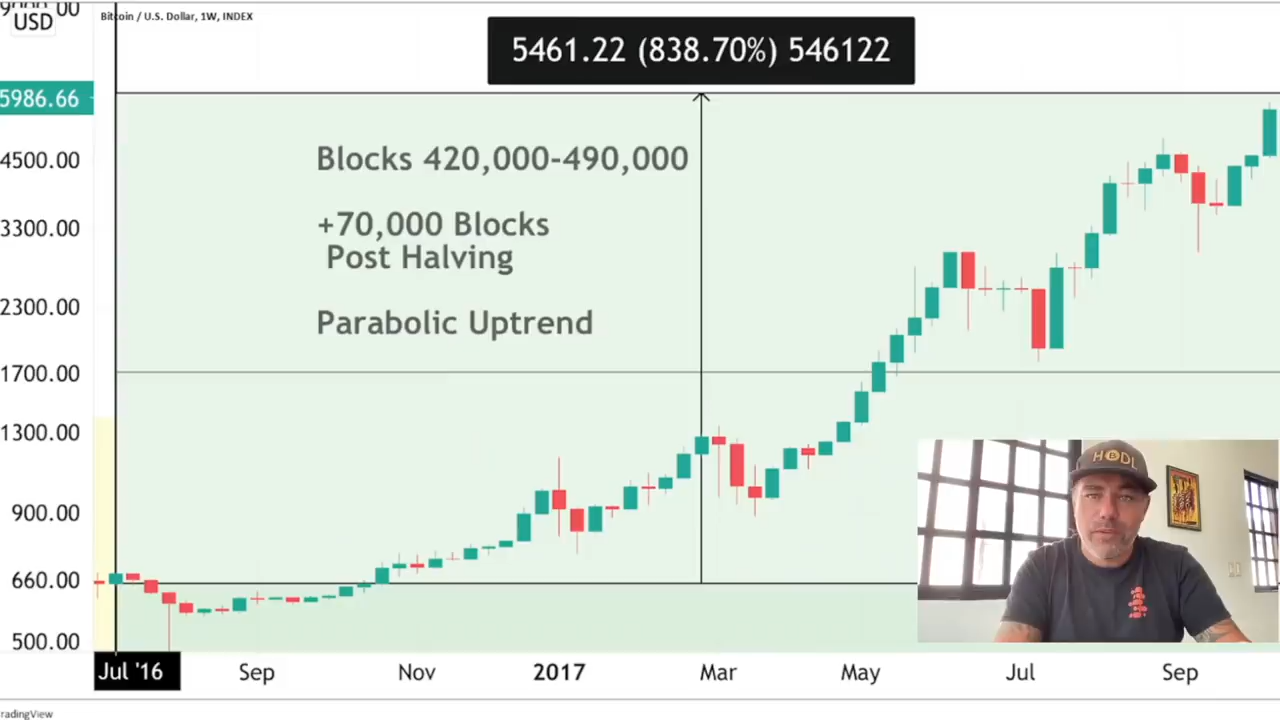 USD
Bitcoin / U.S. Dollar, 1W, INDEX
5461.22 (838.70%) 546122
5986.66
4500.00
3300.00
2300.00
1700.00
1300.00
900.00
660.00
500.00
Blocks 420,000-490,000
+70,000 Blocks
Post Halving
Parabolic Uptrend
HODL
Jul '16
Sep
Nov
2017
Mar
May
Jul
Sep
radingView